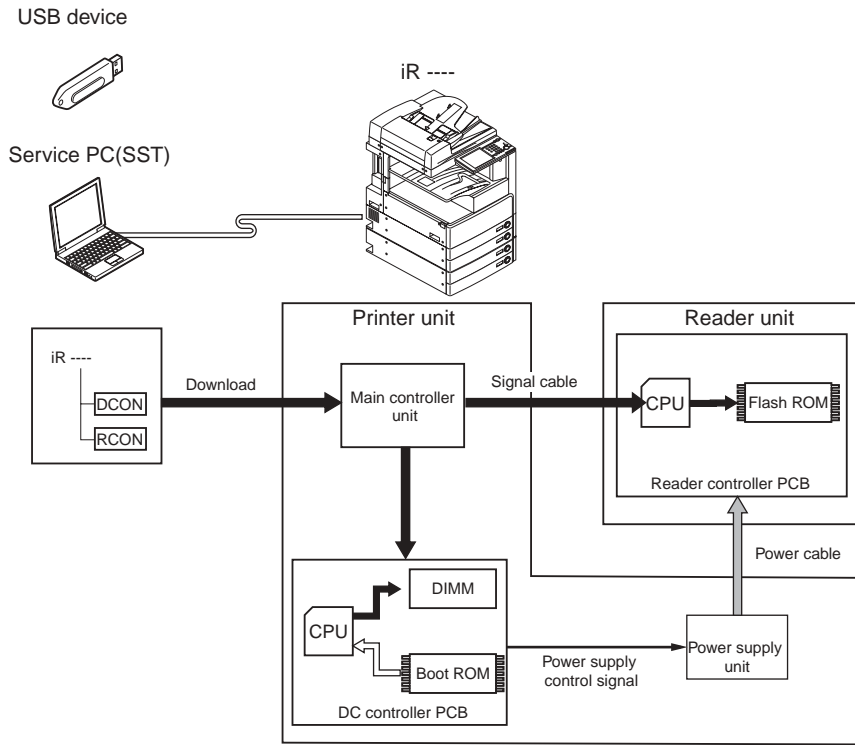 USB device
iR ----
Service PC(SST)
Printer unit
Reader unit
iR ----
DCON
RCON
Download
Main controller
unit
Signal cable
CPU
Flash ROM
Reader controller PCB
Power cable
DIMM
CPU
Boot ROM
DC controller PCB
Power supply
control signal
Power supply
unit